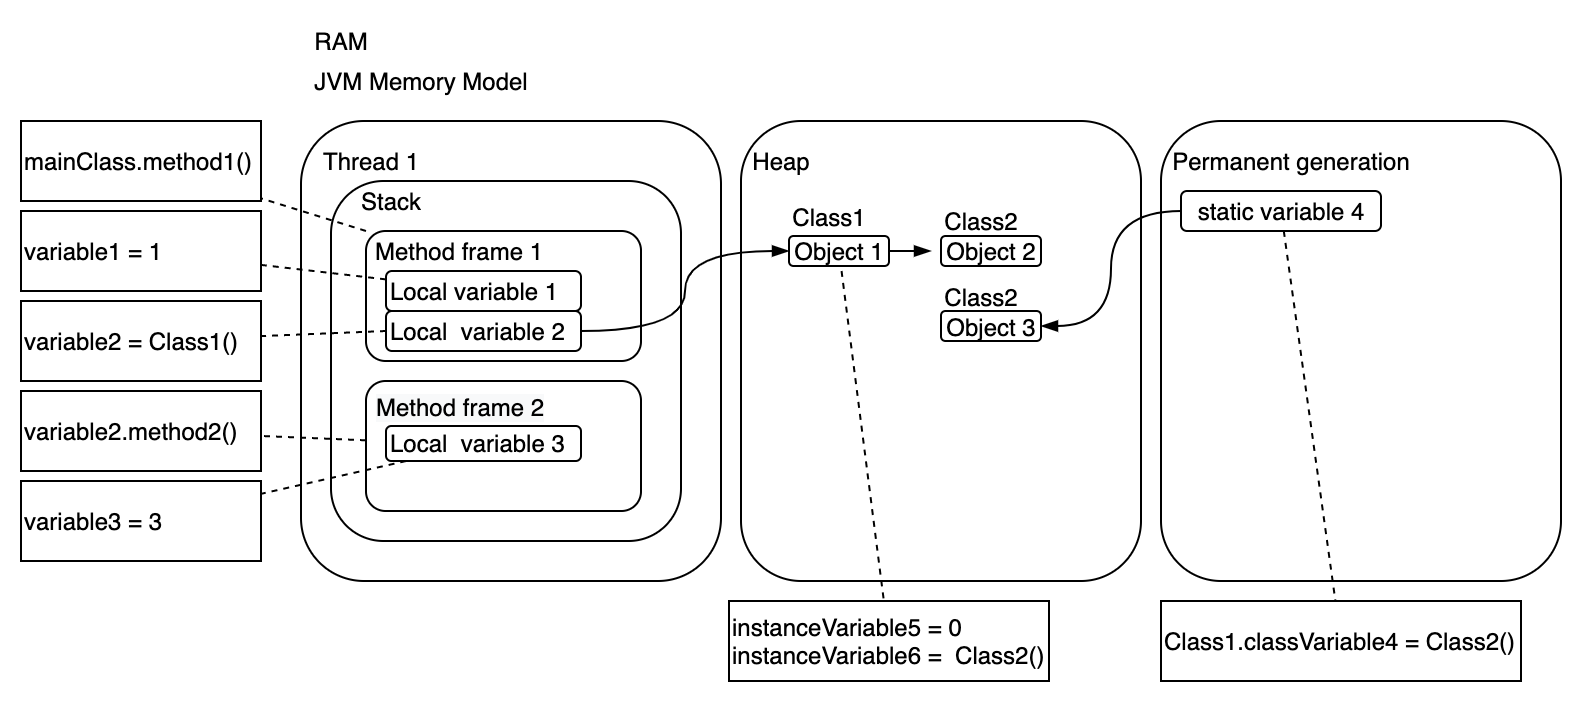 RAM
JVM Memory Model
mainClass.method1()
variable1 = 1
variable2 = Class1()
variable2.method2()
variable3 = 3
Thread 1
Stack
Method frame 1
Local variable 1
Local  variable 2
Method frame 2
Local  variable 3
Heap
Class1
Object 1
Class2
Object 2
Class2
Object 3
instanceVariable5 = 0
instanceVariable6 =  Class2()
Permanent generation
static variable 4
Class1.classVariable4 = Class2()